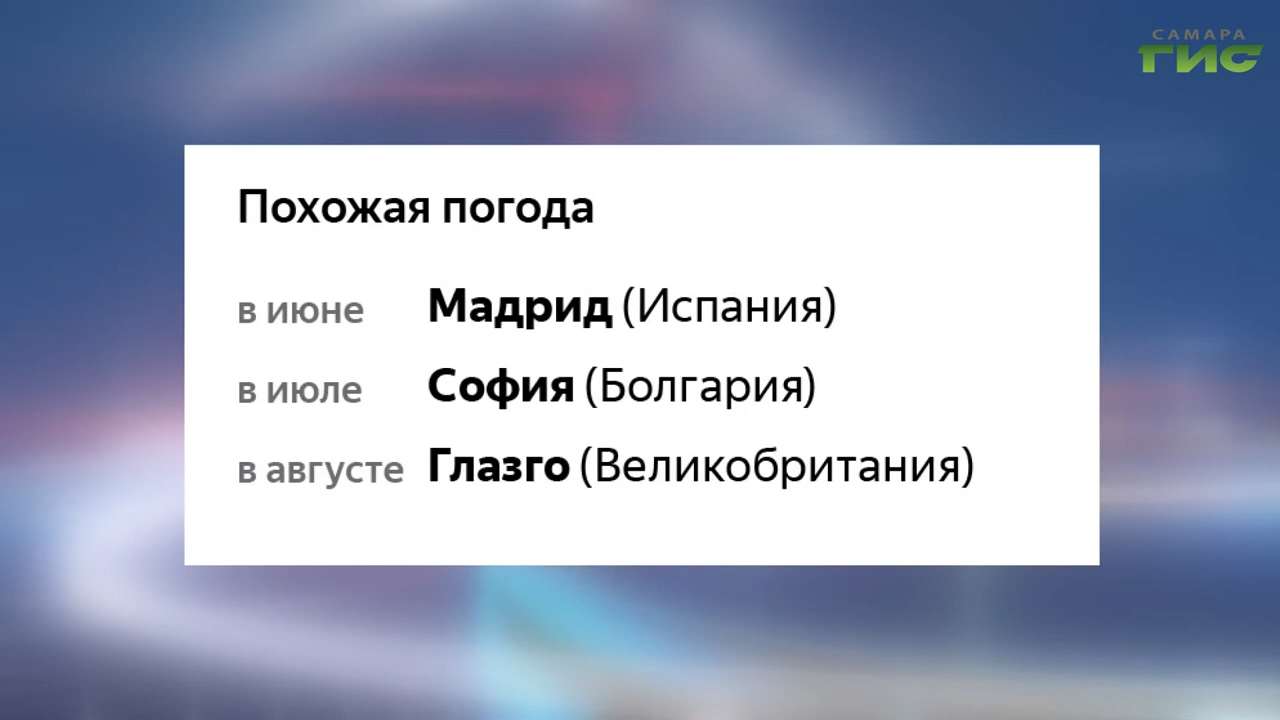 САМАРА
ГИС
Похожая погода
в июне Мадрид (Испания)
в июле София (Болгария)
в августе Глазго (Великобритания)